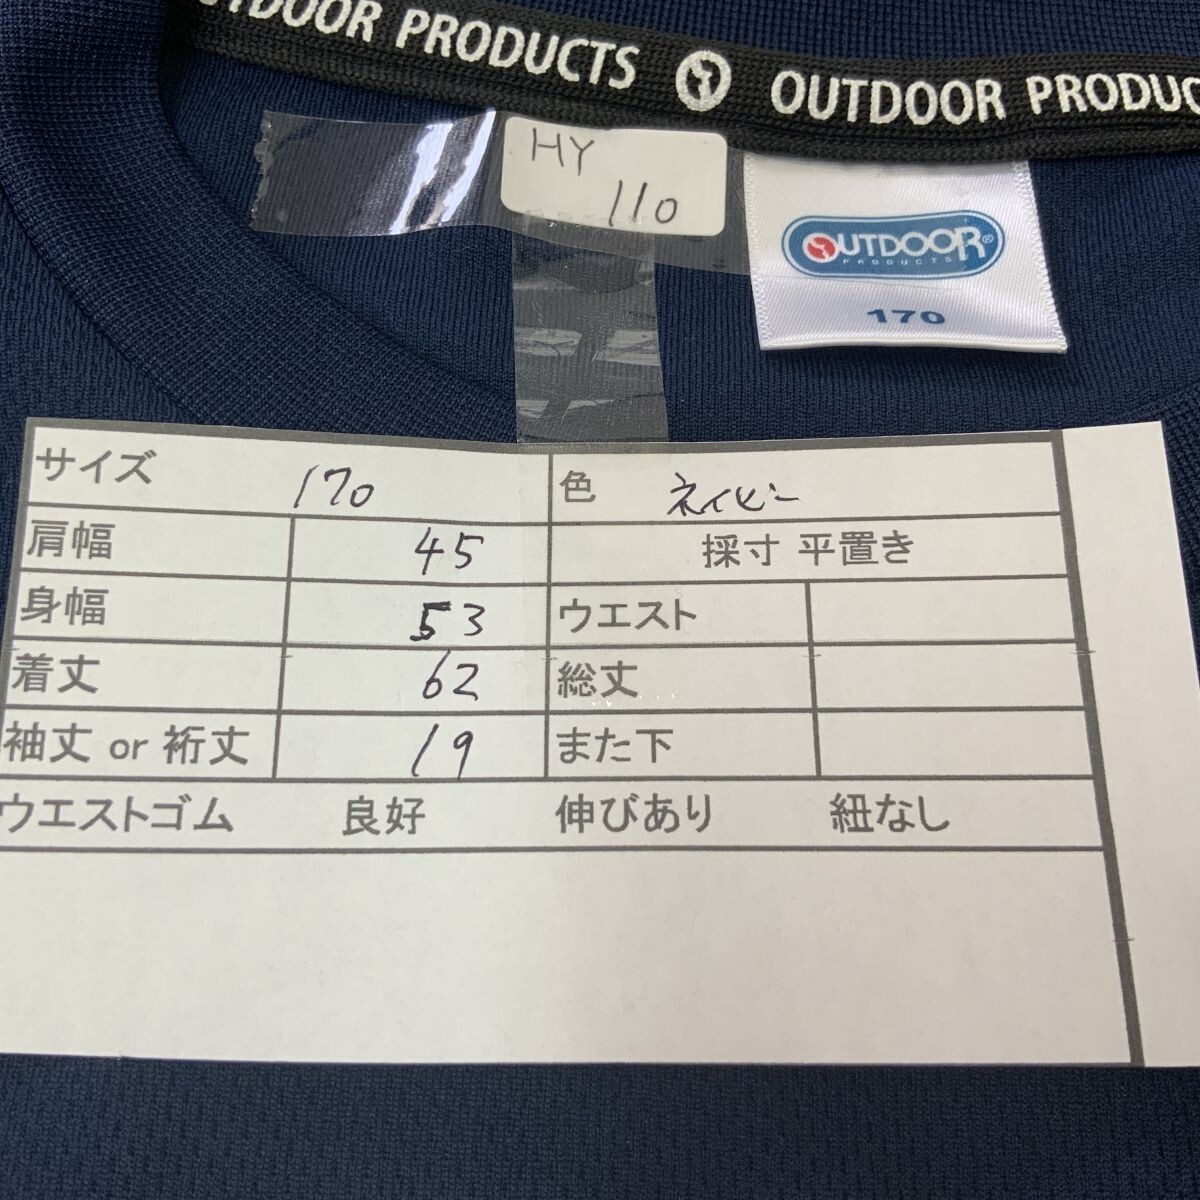 OUTDOOR PRODUCTS OUTDOOR PRODUC
HY
110
OUTDOOR®
PRODUCTS
170
サイズ 170 色 ネイビー
肩幅 45 採寸 平置き
身幅 53 ウエスト
着丈 62 総丈
袖丈 or 裄丈 19 また下
ウエストゴム 良好 伸びあり 紐なし